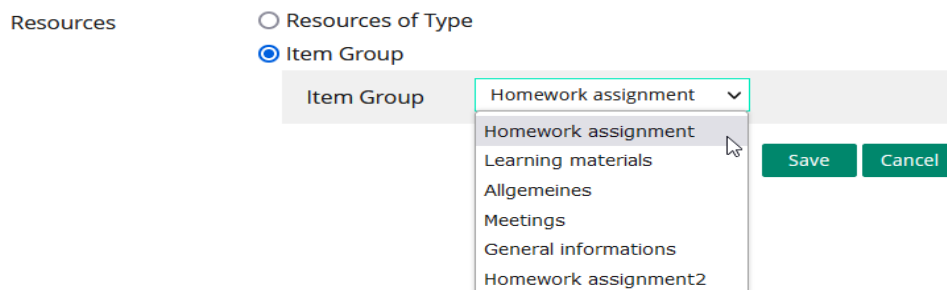 Resources
Resources of Type
Item Group
Item Group
Homework assignment
Homework assignment
Learning materials
Allgemeines
Meetings
General informations
Homework assignment2
Save
Cancel